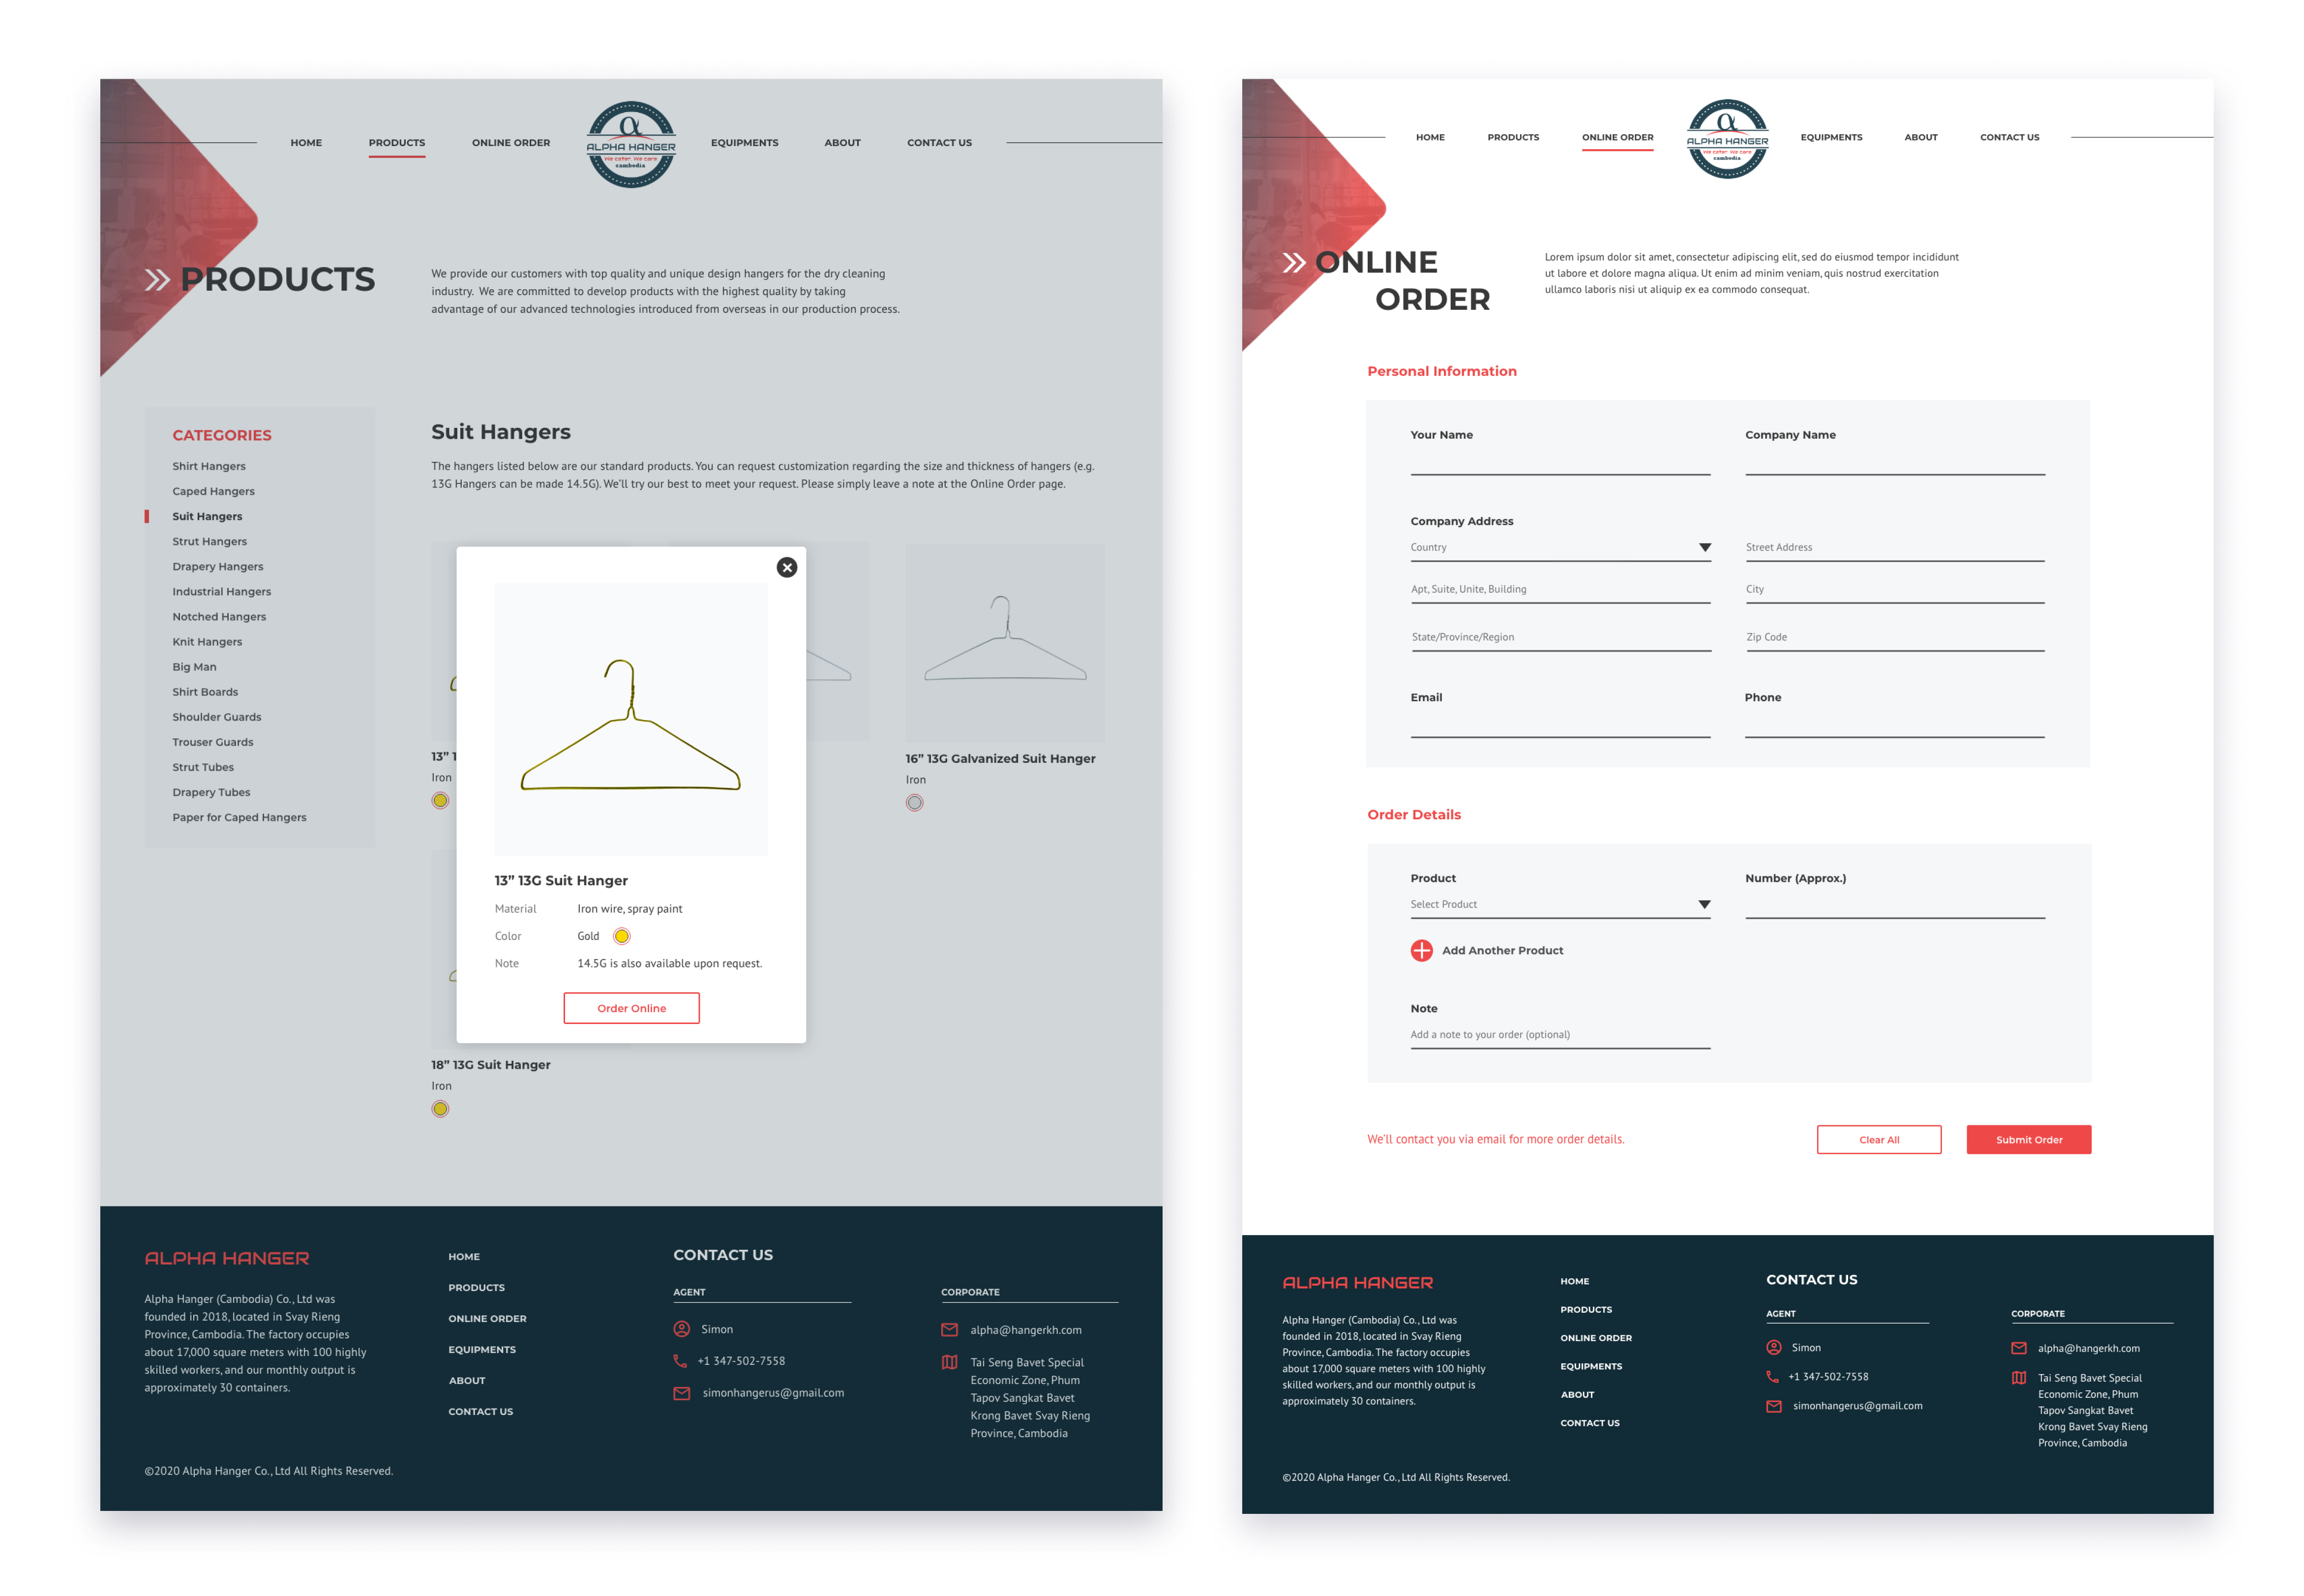 HOME
PRODUCTS
ONLINE ORDER
α
ALPHA HANGER
We cater. We care
cambodia
EQUIPMENTS
ABOUT
CONTACT US
PRODUCTS
We provide our customers with top quality and unique design hangers for the dry cleaning
industry. We are committed to develop products with the highest quality by taking
advantage of our advanced technologies introduced from overseas in our production process.
CATEGORIES
Shirt Hangers
Caped Hangers
Suit Hangers
Strut Hangers
Drapery Hangers
Industrial Hangers
Notched Hangers
Knit Hangers
Big Man
Shirt Boards
Shoulder Guards
Trouser Guards
Strut Tubes
Drapery Tubes
Paper for Caped Hangers
Suit Hangers
The hangers listed below are our standard products. You can request customization regarding the size and thickness of hangers (e.g.
13G Hangers can be made 14.5G). We'll try our best to meet your request. Please simply leave a note at the Online Order page.
13” 1
Iron
16” 13G Galvanized Suit Hanger
Iron
13” 13G Suit Hanger
Material Iron wire, spray paint
Color Gold
Note 14.5G is also available upon request.
Order Online
18” 13G Suit Hanger
Iron
ALPHA HANGER
Alpha Hanger (Cambodia) Co., Ltd was
founded in 2018, located in Svay Rieng
Province, Cambodia. The factory occupies
about 17,000 square meters with 100 highly
skilled workers, and our monthly output is
approximately 30 containers.
HOME
PRODUCTS
ONLINE ORDER
EQUIPMENTS
ABOUT
CONTACT US
CONTACT US
AGENT
Simon
+1 347-502-7558
simonhangerus@gmail.com
CORPORATE
alpha@hangerkh.com
Tai Seng Bavet Special
Economic Zone, Phum
Tapov Sangkat Bavet
Krong Bavet Svay Rieng
Province, Cambodia
©2020 Alpha Hanger Co., Ltd All Rights Reserved.
HOME
PRODUCTS
ONLINE ORDER
α
ALPHA HANGER
We cater. We care
cambodia
EQUIPMENTS
ABOUT
CONTACT US
ONLINE
ORDER
Lorem ipsum dolor sit amet, consectetur adipiscing elit, sed do eiusmod tempor incididunt
ut labore et dolore magna aliqua. Ut enim ad minim veniam, quis nostrud exercitation
ullamco laboris nisi ut aliquip ex ea commodo consequat.
Personal Information
Your Name
Company Name
Company Address
Country
Street Address
Apt, Suite, Unite, Building
City
State/Province/Region
Zip Code
Email
Phone
Order Details
Product
Number (Approx.)
Select Product
Add Another Product
Note
Add a note to your order (optional)
We'll contact you via email for more order details.
Clear All
Submit Order
ALPHA HANGER
Alpha Hanger (Cambodia) Co., Ltd was
founded in 2018, located in Svay Rieng
Province, Cambodia. The factory occupies
about 17,000 square meters with 100 highly
skilled workers, and our monthly output is
approximately 30 containers.
HOME
PRODUCTS
ONLINE ORDER
EQUIPMENTS
ABOUT
CONTACT US
CONTACT US
AGENT
Simon
+1 347-502-7558
simonhangerus@gmail.com
CORPORATE
alpha@hangerkh.com
Tai Seng Bavet Special
Economic Zone, Phum
Tapov Sangkat Bavet
Krong Bavet Svay Rieng
Province, Cambodia
©2020 Alpha Hanger Co., Ltd All Rights Reserved.